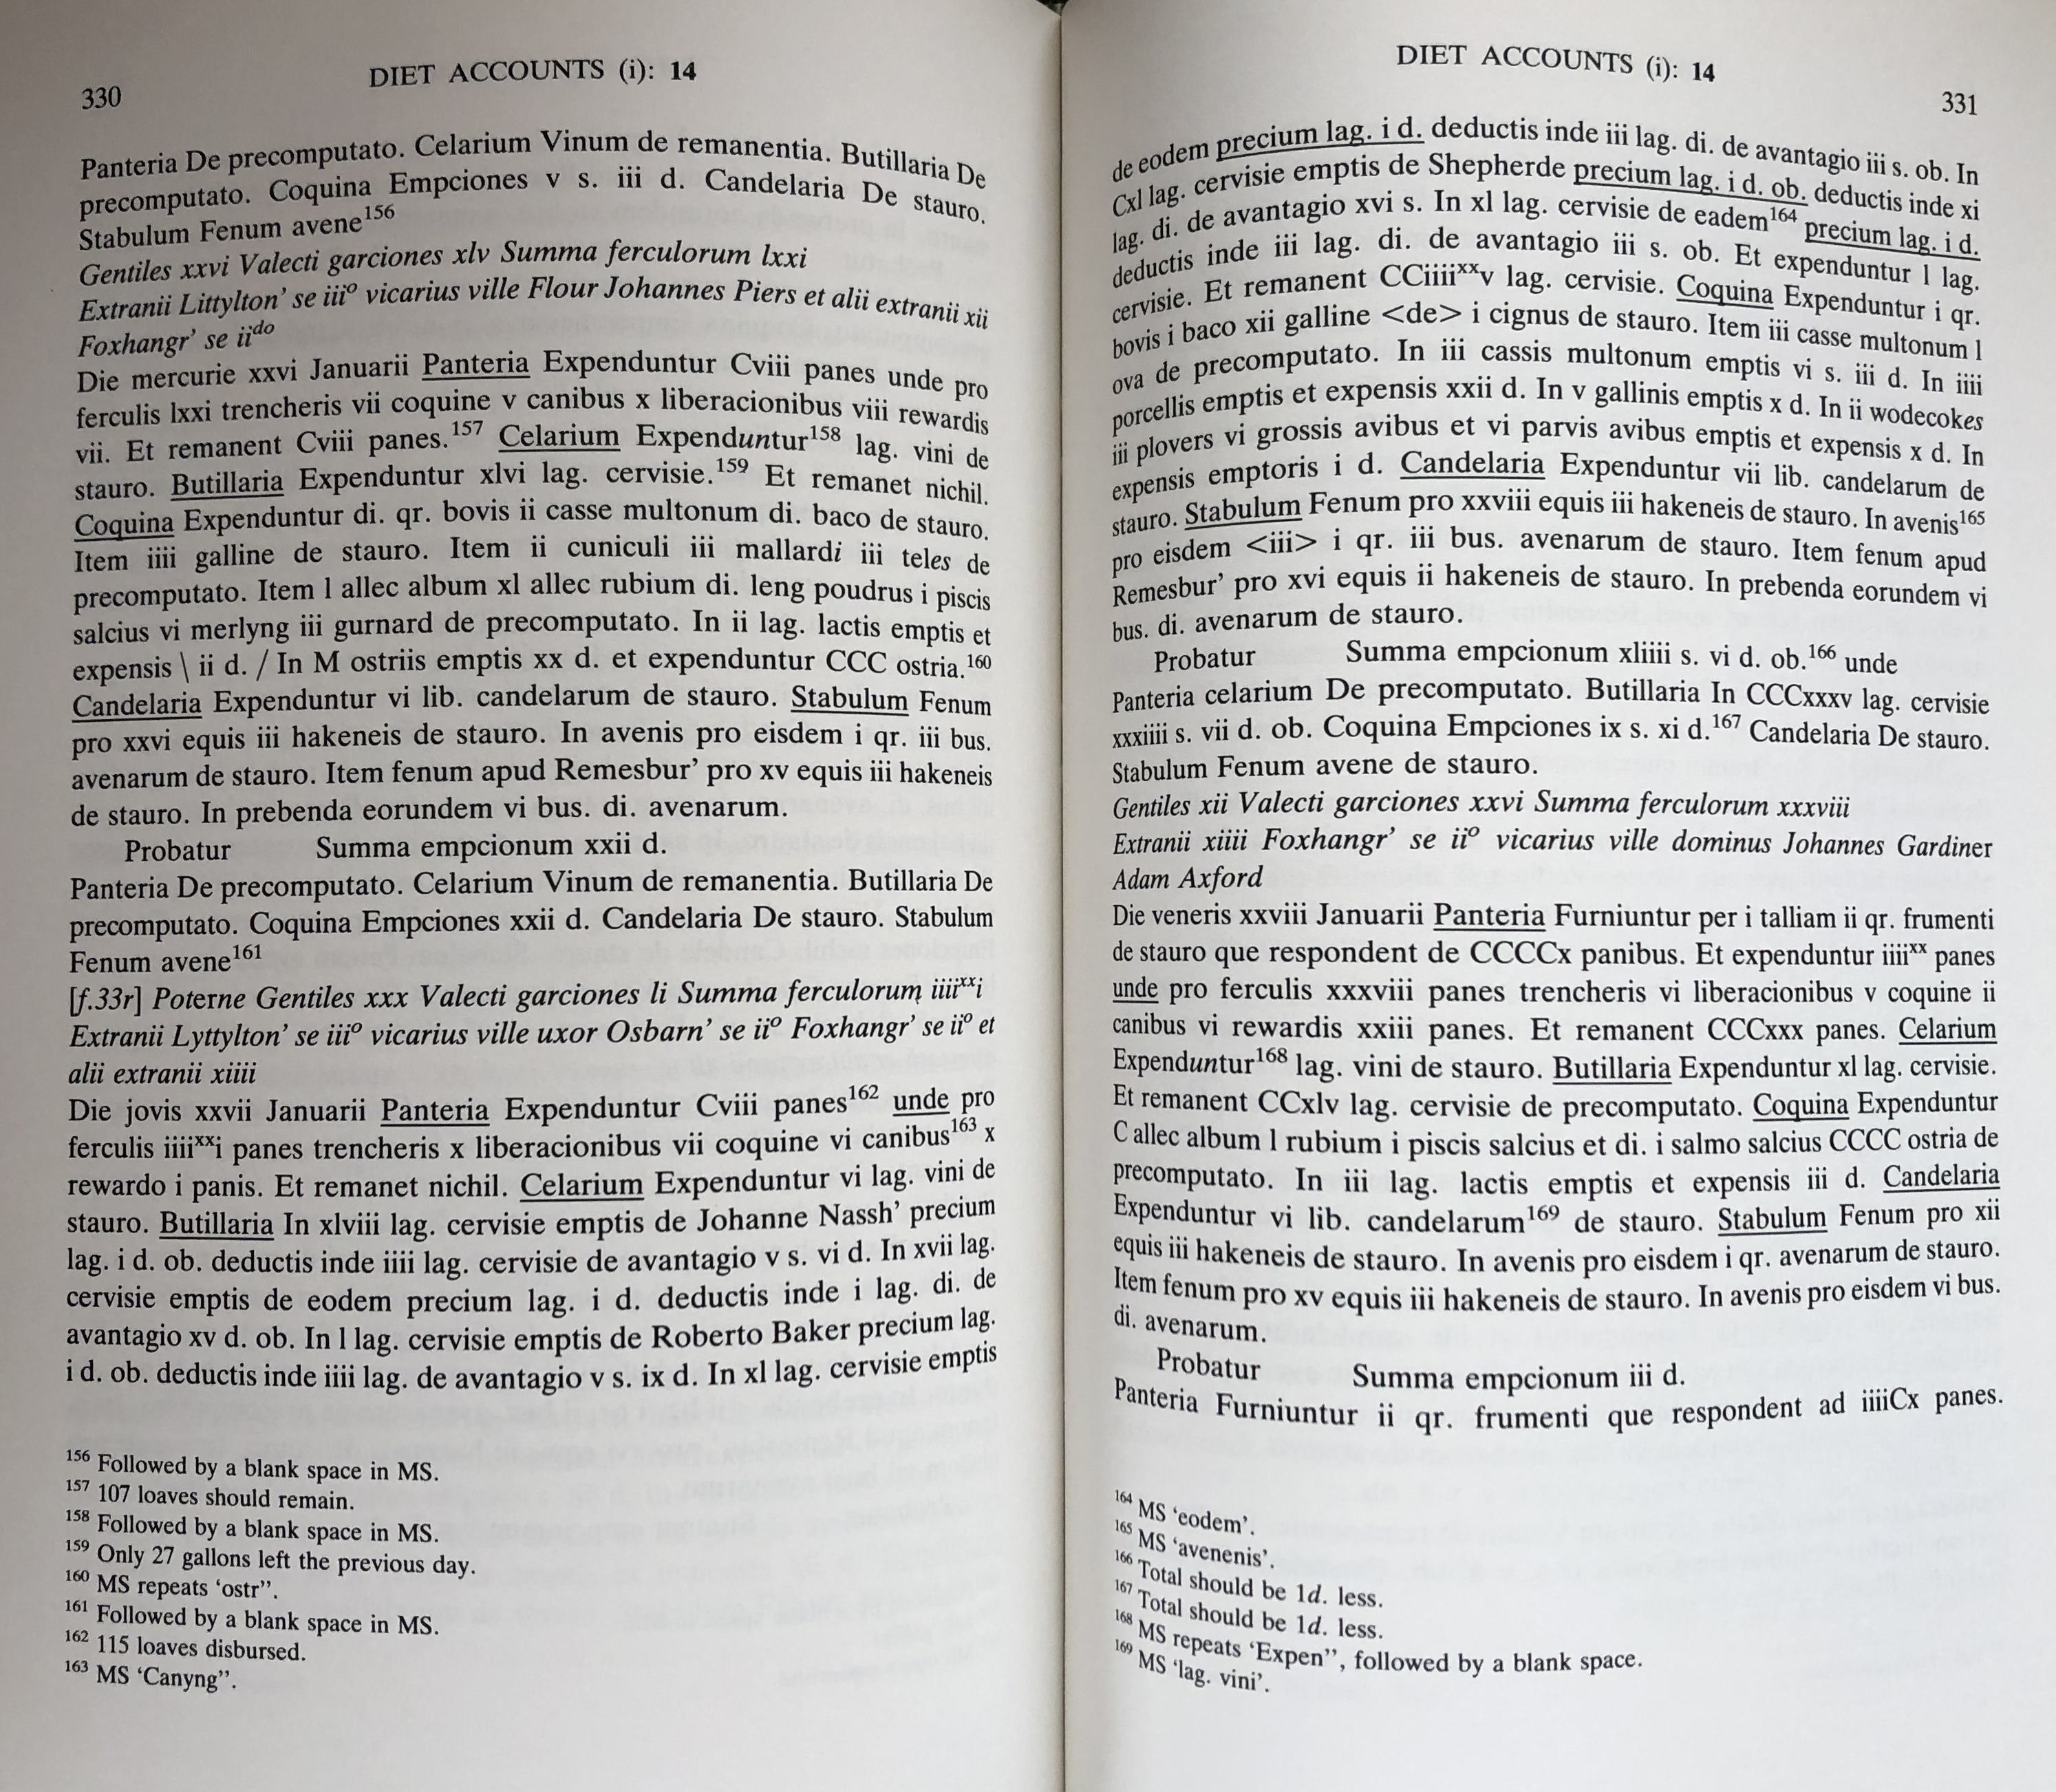 DIET ACCOUNTS (i): 14
330
Panteria De precomputato. Celarium Vinum de remanentia. Butillaria De
precomputato. Coquina Empciones v s. iii d. Candelaria De stauro.
Stabulum Fenum avene¹⁵⁶
Gentiles xxvi Valecti garciones xlv Summa ferculorum lxxi
Extranii Littylton’ se iiiᵒ vicarius ville Flour Johannes Piers et alii extranii xii
Foxhangr’ se iiᵈᵒ
Die mercurie xxvi Januarii Panteria Expenduntur Cviii panes unde pro
ferculis lxxi trencheris vii coquine v canibus x liberacionibus viii rewardis
vii. Et remanent Cviii panes.¹⁵⁷ Celarium Expenduntur¹⁵⁸ lag. vini de
stauro. Butillaria Expenduntur xlvi lag. cervisie.¹⁵⁹ Et remanet nichil.
Coquina Expenduntur di. qr. bovis ii casse multonum di. baco de stauro.
Item iiii galline de stauro. Item ii cuniculi iii mallardi iii teles de
precomputato. Item l allec album xl allec rubium di. leng poudrus i piscis
salcius vi merlyng iii gurnard de precomputato. In ii lag. lactis emptis et
expensis \ ii d. / In M ostriis emptis xx d. et expenduntur CCC ostria.¹⁶⁰
Candelaria Expenduntur vi lib. candelarum de stauro. Stabulum Fenum
pro xxvi equis iii hakeneis de stauro. In avenis pro eisdem i qr. iii bus.
avenarum de stauro. Item fenum apud Remesbur’ pro xv equis iii hakeneis
de stauro. In prebenda eorundem vi bus. di. avenarum.
Probatur Summa empcionum xxii d.
Panteria De precomputato. Celarium Vinum de remanentia. Butillaria De
precomputato. Coquina Empciones xxii d. Candelaria De stauro. Stabulum
Fenum avene¹⁶¹
[f.33r] Poterne Gentiles xxx Valecti garciones li Summa ferculorum iiiiˣˣi
Extranii Lyttylton’ se iiiᵒ vicarius ville uxor Osbarn’ se iiᵒ Foxhangr’ se iiᵒ et
alii extranii xiiii
Die jovis xxvii Januarii Panteria Expenduntur Cviii panes¹⁶² unde pro
ferculis iiiiˣˣi panes trencheris x liberacionibus vii coquine vi canibus¹⁶³ x
rewardo i panis. Et remanet nichil. Celarium Expenduntur vi lag. vini de
stauro. Butillaria In xlviii lag. cervisie emptis de Johanne Nassh’ precium
lag. i d. ob. deductis inde iiii lag. cervisie de avantagio v s. vi d. In xvii lag.
cervisie emptis de eodem precium lag. i d. deductis inde i lag. di. de
avantagio xv d. ob. In l lag. cervisie emptis de Roberto Baker precium lag.
i d. ob. deductis inde iiii lag. de avantagio v s. ix d. In xl lag. cervisie emptis
¹⁵⁶ Followed by a blank space in MS.
¹⁵⁷ 107 loaves should remain.
¹⁵⁸ Followed by a blank space in MS.
¹⁵⁹ Only 27 gallons left the previous day.
¹⁶⁰ MS repeats ‘ostr’’.
¹⁶¹ Followed by a blank space in MS.
¹⁶² 115 loaves disbursed.
¹⁶³ MS ‘Canyng’’.
DIET ACCOUNTS (i): 14
331
de eodem precium lag. i d. deductis inde iii lag. di. de avantagio iii s. ob. In
Cxl lag. cervisie emptis de Shepherde precium lag. i d. ob. deductis inde xi
lag. di. de avantagio xvi s. In xl lag. cervisie de eadem¹⁶⁴ precium lag. i d.
deductis inde iii lag. di. de avantagio iii s. ob. Et expenduntur l lag.
cervisie. Et remanent CCiiiiˣˣv lag. cervisie. Coquina Expenduntur i qr.
bovis i baco xii galline <de> i cignus de stauro. Item iii casse multonum l
ova de precomputato. In iii cassis multonum emptis vi s. iii d. In iiii
porcellis emptis et expensis xxii d. In v gallinis emptis x d. In ii wodecokes
iii plovers vi grossis avibus et vi parvis avibus emptis et expensis x d. In
expensis emptoris i d. Candelaria Expenduntur vii lib. candelarum de
stauro. Stabulum Fenum pro xxviii equis iii hakeneis de stauro. In avenis¹⁶⁵
pro eisdem <iii> i qr. iii bus. avenarum de stauro. Item fenum apud
Remesbur’ pro xvi equis ii hakeneis de stauro. In prebenda eorundem vi
bus. di. avenarum de stauro.
Probatur Summa empcionum xliiii s. vi d. ob.¹⁶⁶ unde
Panteria celarium De precomputato. Butillaria In CCCxxxv lag. cervisie
xxxiiii s. vii d. ob. Coquina Empciones ix s. xi d.¹⁶⁷ Candelaria De stauro.
Stabulum Fenum avene de stauro.
Gentiles xii Valecti garciones xxvi Summa ferculorum xxxviii
Extranii xiiii Foxhangr’ se iiᵒ vicarius ville dominus Johannes Gardiner
Adam Axford
Die veneris xxviii Januarii Panteria Furniuntur per i talliam ii qr. frumenti
de stauro que respondent de CCCCx panibus. Et expenduntur iiiiˣˣ panes
unde pro ferculis xxxviii panes trencheris vi liberacionibus v coquine ii
canibus vi rewardis xxiii panes. Et remanent CCCxxx panes. Celarium
Expenduntur¹⁶⁸ lag. vini de stauro. Butillaria Expenduntur xl lag. cervisie.
Et remanent CCxlv lag. cervisie de precomputato. Coquina Expenduntur
C allec album l rubium i piscis salcius et di. i salmo salcius CCCC ostria de
precomputato. In iii lag. lactis emptis et expensis iii d. Candelaria
Expenduntur vi lib. candelarum¹⁶⁹ de stauro. Stabulum Fenum pro xii
equis iii hakeneis de stauro. In avenis pro eisdem i qr. avenarum de stauro.
Item fenum pro xv equis iii hakeneis de stauro. In avenis pro eisdem vi bus.
di. avenarum.
Probatur Summa empcionum iii d.
Panteria Furniuntur ii qr. frumenti que respondent ad iiiiCx panes.
¹⁶⁴ MS ‘eodem’.
¹⁶⁵ MS ‘avenenis’.
¹⁶⁶ Total should be 1d. less.
¹⁶⁷ Total should be 1d. less.
¹⁶⁸ MS repeats ‘Expen’’, followed by a blank space.
¹⁶⁹ MS ‘lag. vini’.